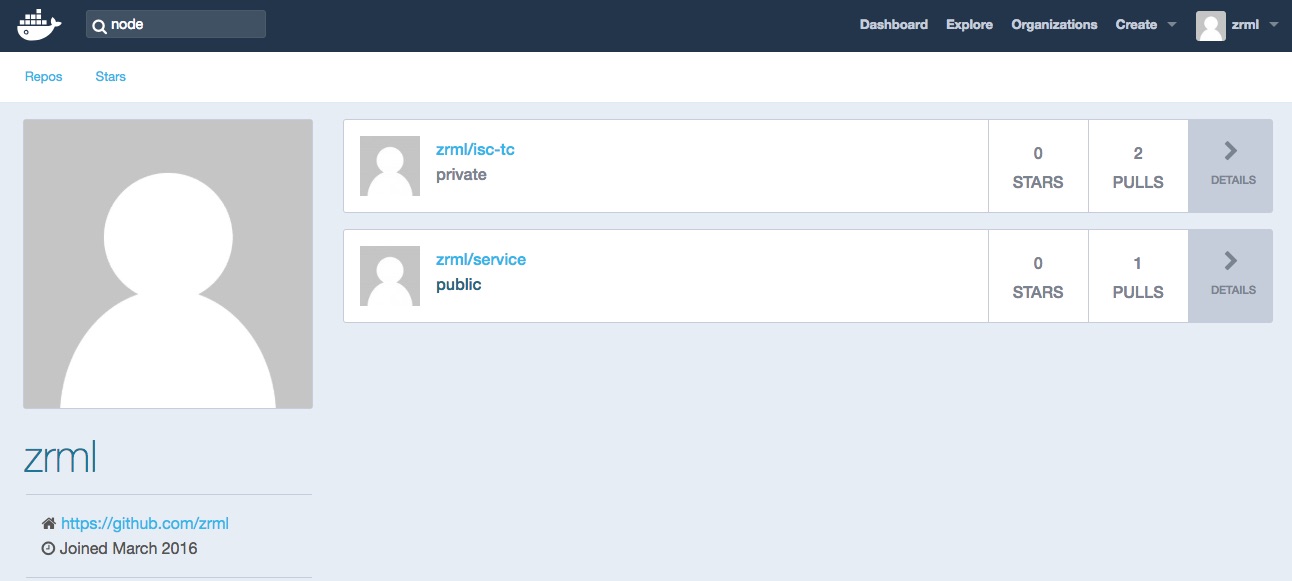 node
Dashboard Explore Organizations Create zrml
Repos Stars
zrml/isc-tc
private
0
STARS
2
PULLS
DETAILS
zrml/service
public
0
STARS
1
PULLS
DETAILS
zrml
https://github.com/zrml
Joined March 2016